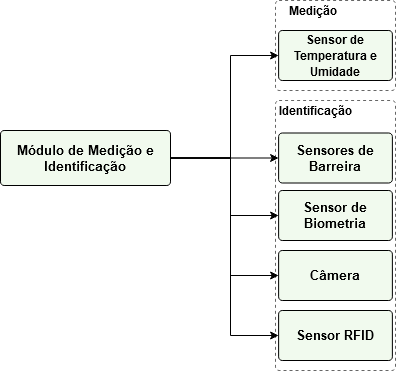 Medição
Sensor de
Temperatura e
Umidade
Identificação
Módulo de Medição e
Identificação
Sensores de
Barreira
Sensor de
Biometria
Câmera
Sensor RFID